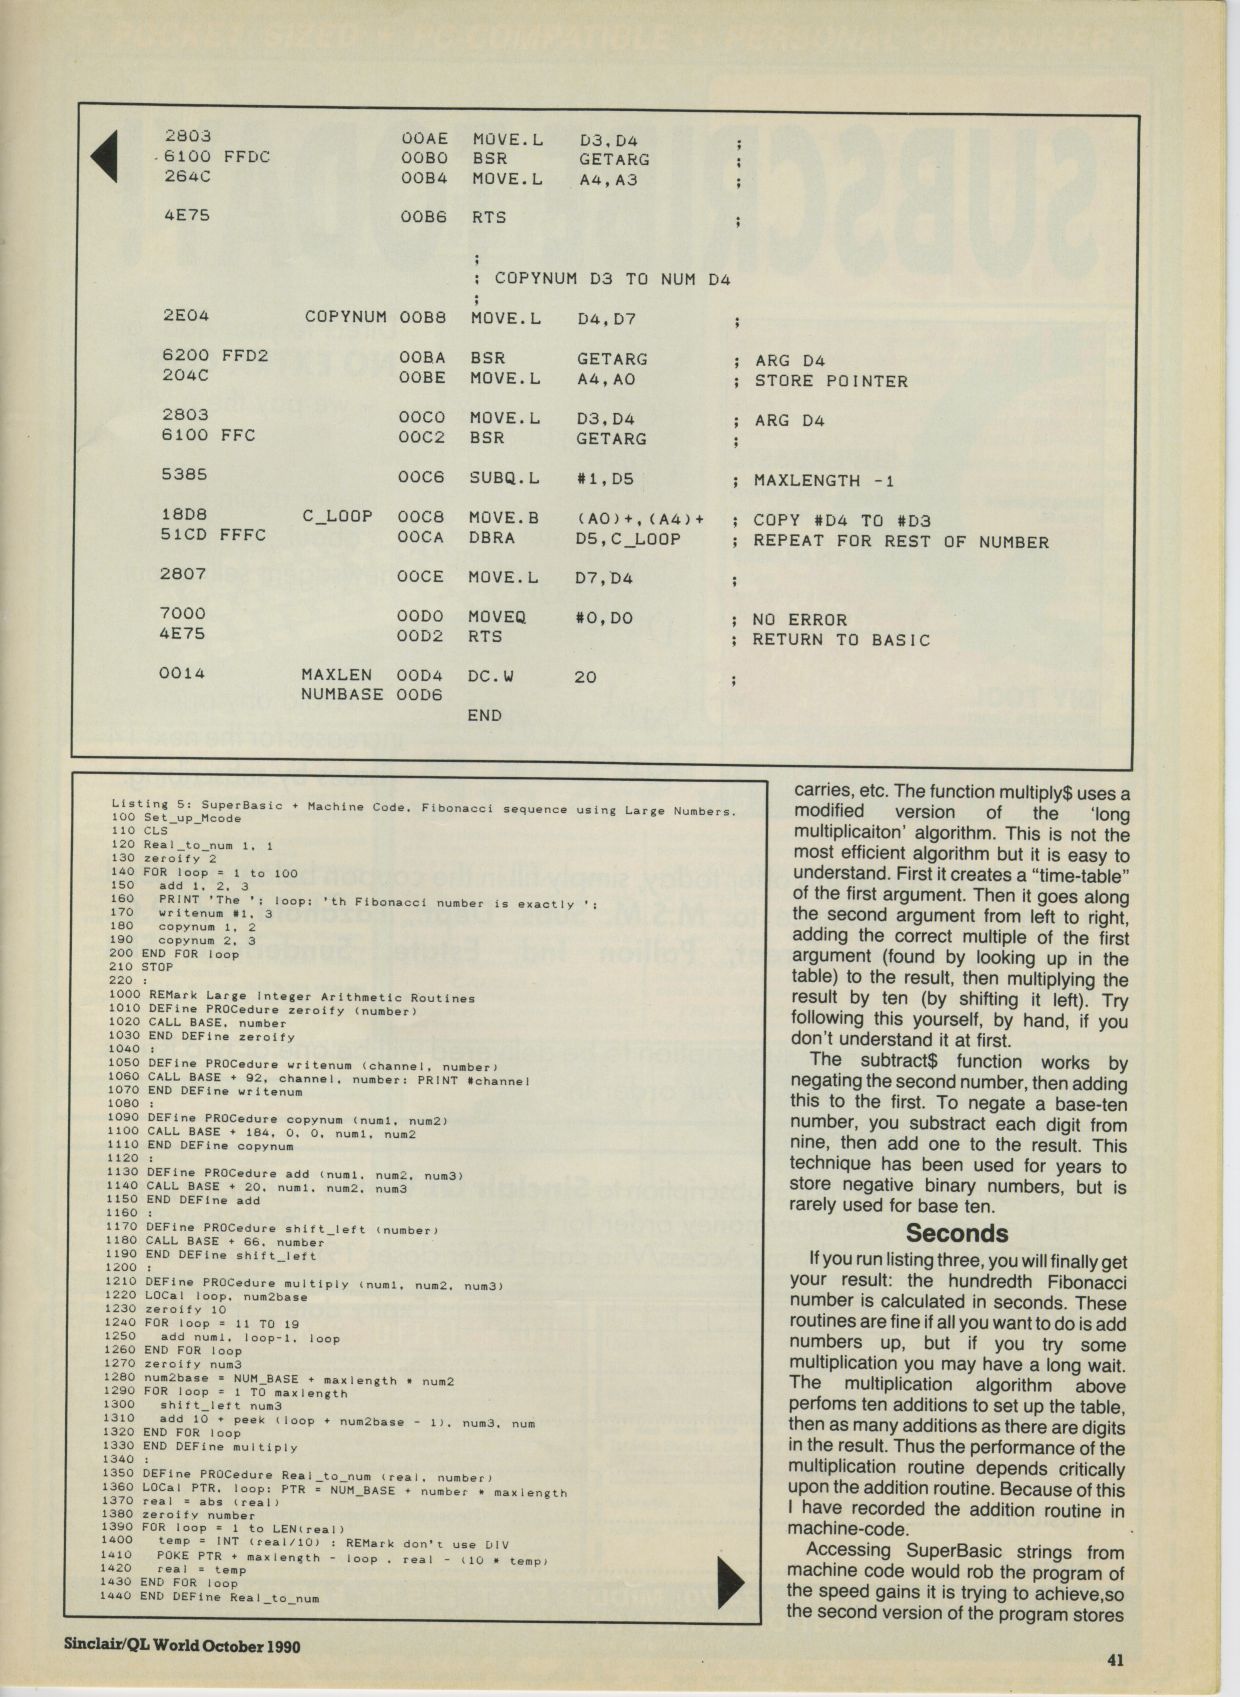 2803 00AE MOVE.L D3,D4 ;
6100 FFDC 00B0 BSR GETARG ;
264C 00B4 MOVE.L A4,A3 ;
4E75 00B6 RTS ;
;
; COPYNUM D3 TO NUM D4
;
2E04 COPYNUM 00B8 MOVE.L D4,D7 ;
6200 FFD2 00BA BSR GETARG ; ARG D4
204C 00BE MOVE.L A4,A0 ; STORE POINTER
2803 00C0 MOVE.L D3,D4 ; ARG D4
6100 FFC 00C2 BSR GETARG ;
5385 00C6 SUBQ.L #1,D5 ; MAXLENGTH -1
18D8 C_LOOP 00C8 MOVE.B (A0)+,(A4)+ ; COPY #D4 TO #D3
51CD FFFC 00CA DBRA D5,C_LOOP ; REPEAT FOR REST OF NUMBER
2807 00CE MOVE.L D7,D4 ;
7000 00D0 MOVEQ #0,D0 ; NO ERROR
4E75 00D2 RTS ; RETURN TO BASIC
0014 MAXLEN 00D4 DC.W 20 ;
NUMBASE 00D6
END
Listing 5: SuperBasic + Machine Code, Fibonacci sequence using Large Numbers.
100 Set_up_Mcode
110 CLS
120 Real_to_num 1, 1
130 zeroify 2
140 FOR loop = 1 to 100
150 add 1, 2, 3
160 PRINT 'The '; loop; 'th Fibonacci number is exactly ';
170 writenum #1, 3
180 copynum 1, 2
190 copynum 2, 3
200 END FOR loop
210 STOP
220 :
1000 REMark Large Integer Arithmetic Routines
1010 DEFine PROCedure zeroify (number)
1020 CALL BASE, number
1030 END DEFine zeroify
1040 :
1050 DEFine PROCedure writenum (channel, number)
1060 CALL BASE + 92, channel, number: PRINT #channel
1070 END DEFine writenum
1080 :
1090 DEFine PROCedure copynum (num1, num2)
1100 CALL BASE + 184, 0, 0, num1, num2
1110 END DEFine copynum
1120 :
1130 DEFine PROCedure add (num1, num2, num3)
1140 CALL BASE + 20, num1, num2, num3
1150 END DEFine add
1160 :
1170 DEFine PROCedure shift_left (number)
1180 CALL BASE + 66, number
1190 END DEFine shift_left
1200 :
1210 DEFine PROCedure multiply (num1, num2, num3)
1220 LOCal loop, num2base
1230 zeroify 10
1240 FOR loop = 11 TO 19
1250 add num1, loop-1, loop
1260 END FOR loop
1270 zeroify num3
1280 num2base = NUM_BASE + maxlength * num2
1290 FOR loop = 1 TO maxlength
1300 shift_left num3
1310 add 10 + peek (loop + num2base - 1), num3, num
1320 END FOR loop
1330 END DEFine multiply
1340 :
1350 DEFine PROCedure Real_to_num (real, number)
1360 LOCal PTR, loop: PTR = NUM_BASE + number * maxlength
1370 real = abs (real)
1380 zeroify number
1390 FOR loop = 1 to LEN(real)
1400 temp = INT (real/10) : REMark don't use DIV
1410 POKE PTR + maxlength - loop , real - (10 * temp)
1420 real = temp
1430 END FOR loop
1440 END DEFine Real_to_num
carries, etc. The function multiply$ uses a
modified version of the ‘long
multiplicaiton’ algorithm. This is not the
most efficient algorithm but it is easy to
understand. First it creates a “time-table”
of the first argument. Then it goes along
the second argument from left to right,
adding the correct multiple of the first
argument (found by looking up in the
table) to the result, then multiplying the
result by ten (by shifting it left). Try
following this yourself, by hand, if you
don’t understand it at first.
The subtract$ function works by
negating the second number, then adding
this to the first. To negate a base-ten
number, you substract each digit from
nine, then add one to the result. This
technique has been used for years to
store negative binary numbers, but is
rarely used for base ten.
Seconds
If you run listing three, you will finally get
your result: the hundredth Fibonacci
number is calculated in seconds. These
routines are fine if all you want to do is add
numbers up, but if you try some
multiplication you may have a long wait.
The multiplication algorithm above
perfoms ten additions to set up the table,
then as many additions as there are digits
in the result. Thus the performance of the
multiplication routine depends critically
upon the addition routine. Because of this
I have recorded the addition routine in
machine-code.
Accessing SuperBasic strings from
machine code would rob the program of
the speed gains it is trying to achieve,so
the second version of the program stores
Sinclair/QL World October 1990
41